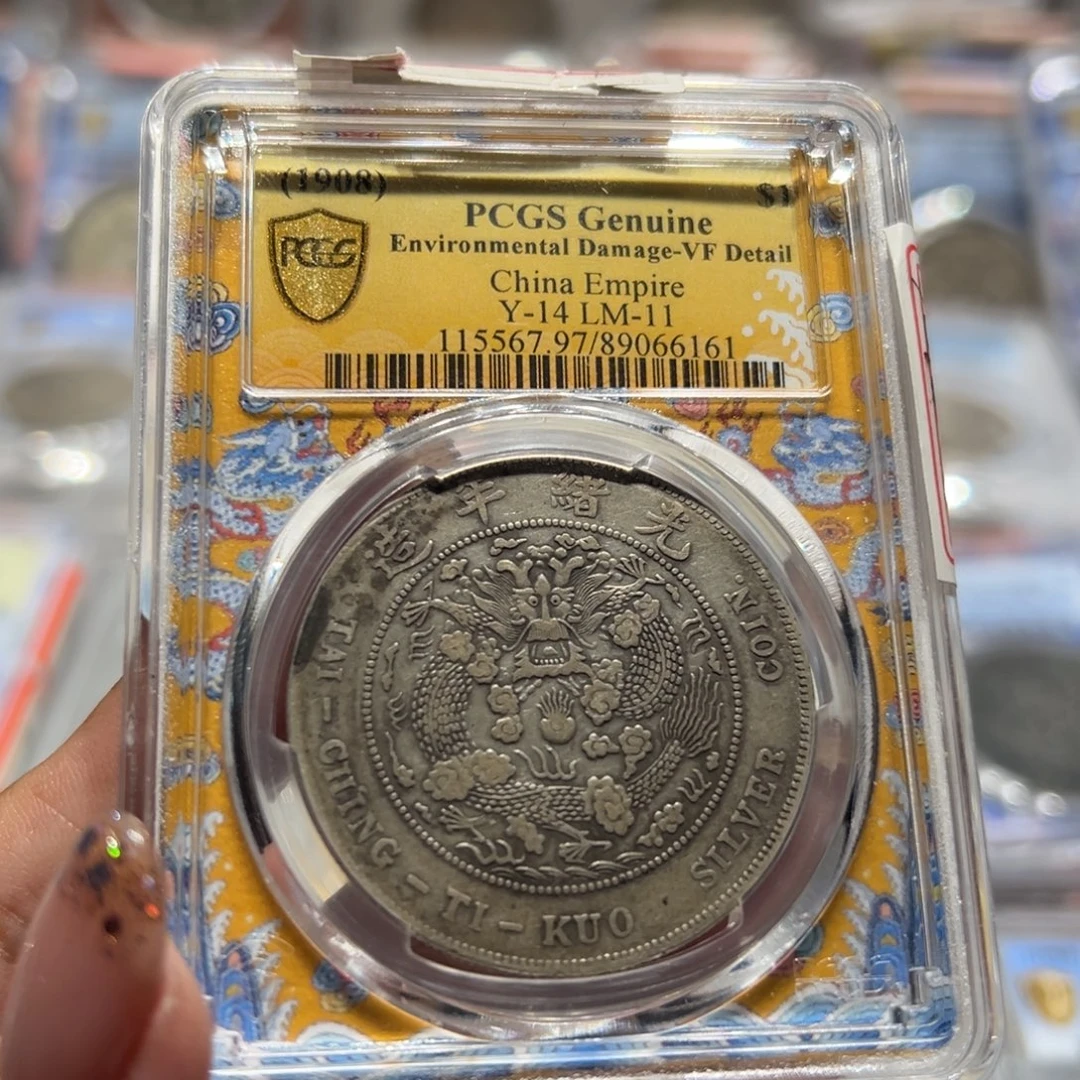 (1908) $1
PCGS Genuine
PCGS
Environmental Damage-VF Detail
China Empire
Y-14 LM-11
115567.97/89066161
光緒年造
TAI-CHING-TI-KUO SILVER COIN.